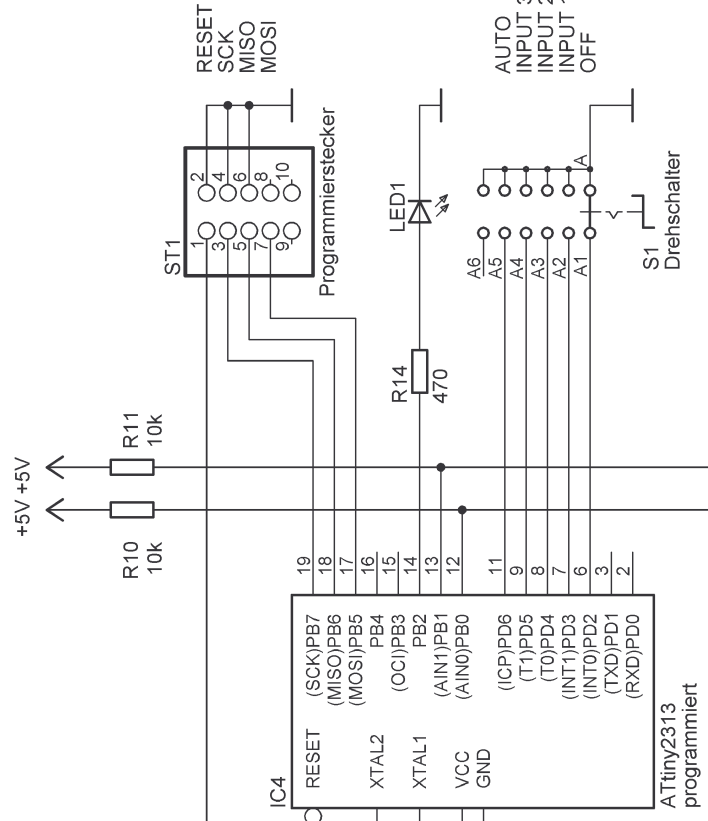 RESET
SCK
MISO
MOSI
AUTO
INPUT 3
INPUT
INPUT
OFF
2
4
6
8
10
1
3
5
7
9
ST1
Programmierstecker
LED1
A
A6
A5
A4
A3
A2
A1
S1
Drehschalter
R14
470
R11
10k
+5V +5V
R10
10k
19
18
17
16
15
14
13
12
11
9
8
7
6
3
2
(SCK)PB7
(MISO)PB6
(MOSI)PB5
PB4
(OCI)PB3
PB2
(AIN1)PB1
(AIN0)PB0
(ICP)PD6
(T1)PD5
(T0)PD4
(INT1)PD3
(INT0)PD2
(TXD)PD1
(RXD)PD0
IC4
RESET
XTAL2
XTAL1
VCC
GND
ATtiny2313
programmiert